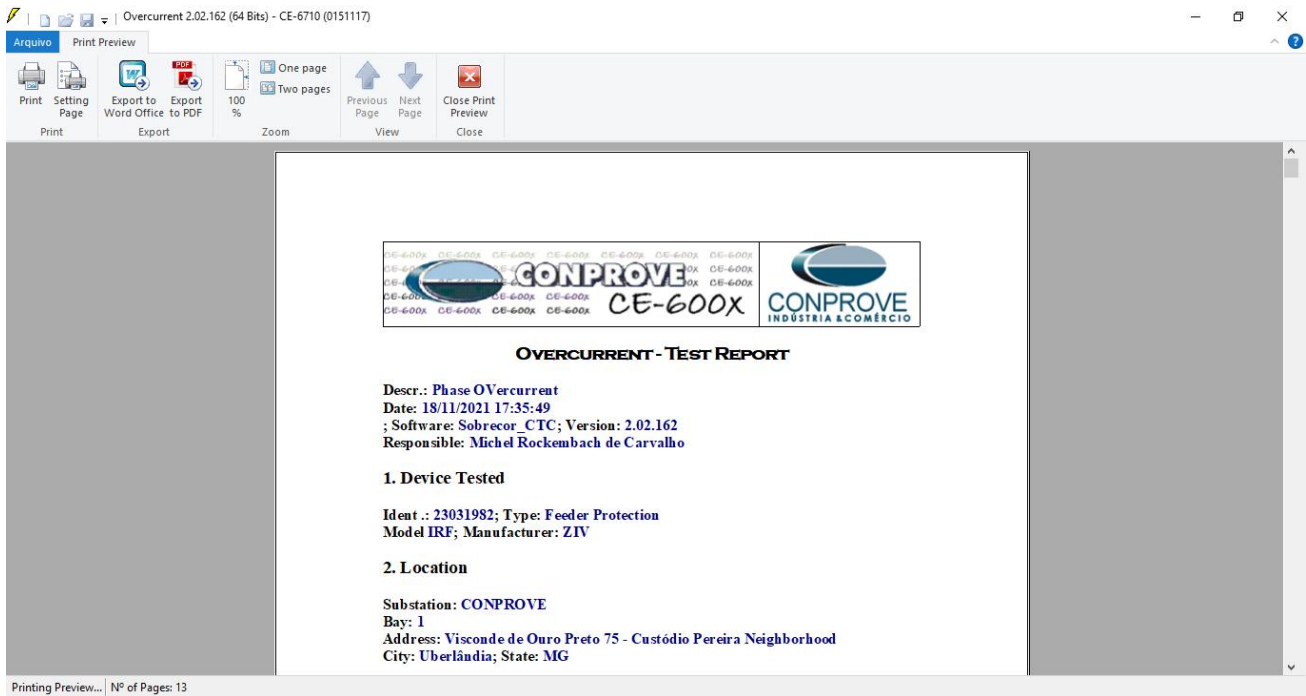 Overcurrent 2.02.162 (64 Bits) - CE-6710 (0151117)
Arquivo Print Preview
Print
Setting Page
Export to Word Office
Export to PDF
100 %
One page
Two pages
Previous Page
Next Page
Close Print Preview
Print Export Zoom View Close
CONPROVE
CE-600X
CONPROVE
INDÚSTRIA & COMÉRCIO
OVERCURRENT - TEST REPORT
Descr.: Phase OVercurrent
Date: 18/11/2021 17:35:49
; Software: Sobrecor_CTC; Version: 2.02.162
Responsible: Michel Rockembach de Carvalho
1. Device Tested
Ident .: 23031982; Type: Feeder Protection
Model IRF; Manufacturer: ZIV
2. Location
Substation: CONPROVE
Bay: 1
Address: Visconde de Ouro Preto 75 - Custódio Pereira Neighborhood
City: Uberlândia; State: MG
Printing Preview... Nº of Pages: 13